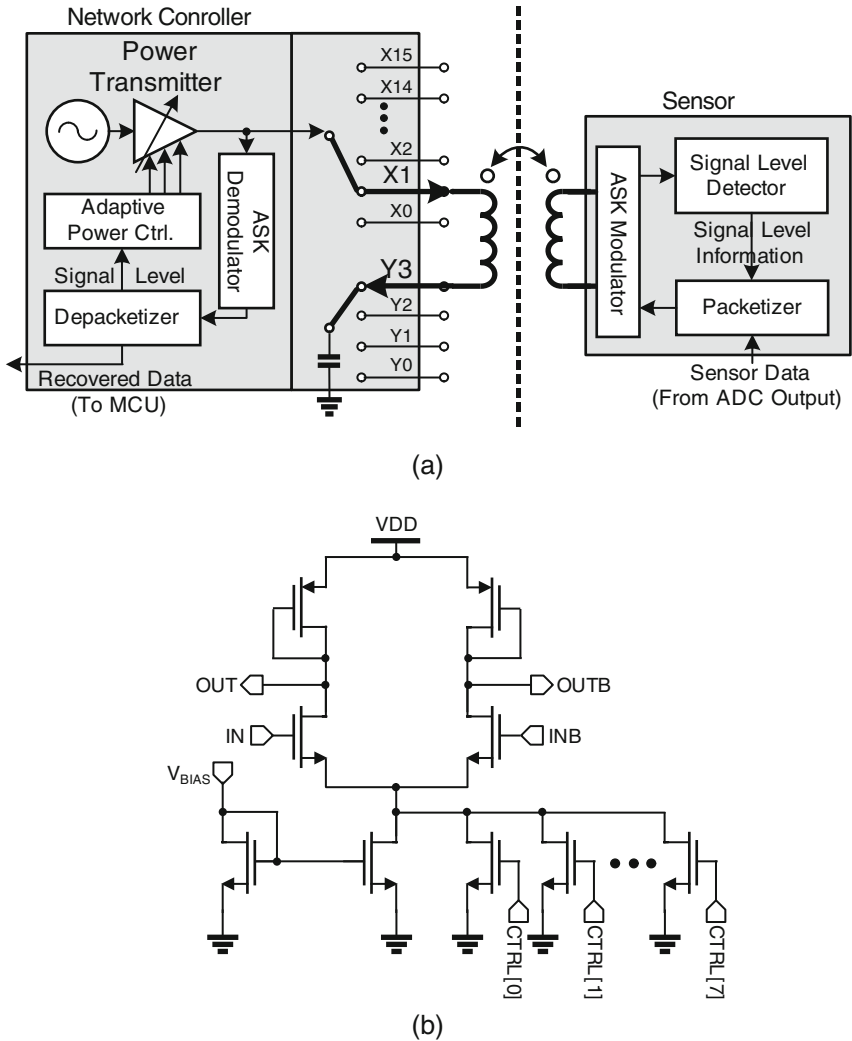 Network Conroller
Power
Transmitter
Adaptive
Power Ctrl.
ASK
Demodulator
Signal Level
Depacketizer
Recovered Data
(To MCU)
X15
X14
X2
X1
X0
Y3
Y2
Y1
Y0
Sensor
ASK Modulator
Signal Level
Detector
Signal Level
Information
Packetizer
Sensor Data
(From ADC Output)
(a)
VDD
OUT
OUTB
IN
INB
VBIAS
CTRL[0]
CTRL[1]
CTRL[7]
(b)